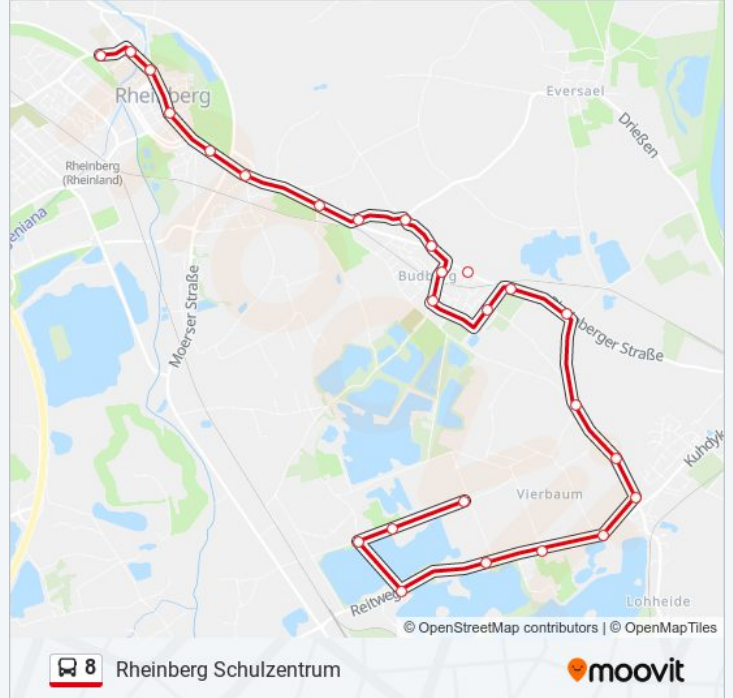 Rheinberg
Eversael
Drießen
Rheinberg
(Rheinland)
Budberg
Moerser Straße
berger Straße
Kuhdyk
Vierbaum
Reitweg
Lohheide
© OpenStreetMap contributors | © OpenMapTiles
8 Rheinberg Schulzentrum
moovit